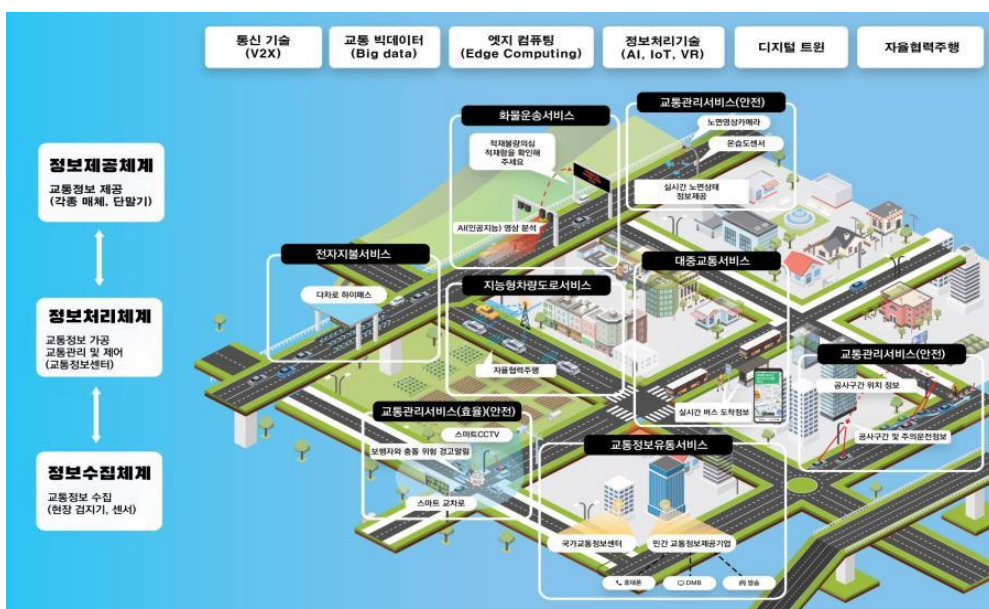 통신 기술
(V2X)
교통 빅데이터
(Big data)
엣지 컴퓨팅
(Edge Computing)
정보처리기술
(AI, IoT, VR)
디지털 트윈
자율협력주행
정보제공체계
교통정보 제공
(각종 매체, 단말기)
정보처리체계
교통정보 가공
교통관리 및 제어
(교통정보센터)
정보수집체계
교통정보 수집
(현장 검지기, 센서)
화물운송서비스
적재불량의심
적재함을 확인해
주세요
AI(인공지능) 영상 분석
교통관리서비스(안전)
노면영상카메라
온습도센서
실시간 노면상태
정보제공
전자지불서비스
다차로 하이패스
지능형차량도로서비스
자율협력주행
대중교통서비스
실시간 버스 도착정보
교통관리서비스(안전)
공사구간 위치 정보
공사구간 및 주의운전정보
교통관리서비스(효율)(안전)
스마트CCTV
보행자와 충돌 위험 경고알림
스마트 교차로
교통정보유통서비스
국가교통정보센터
민간 교통정보제공기업
휴대폰
DMB
방송